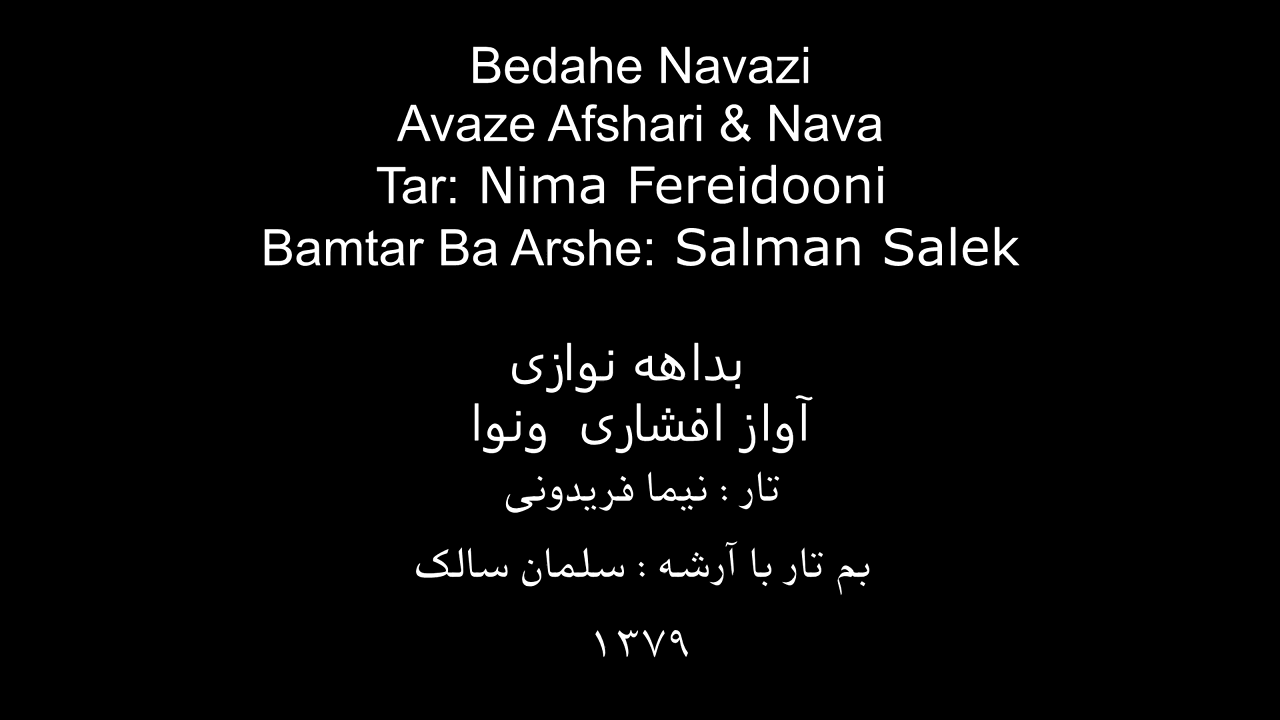 Bedahe Navazi
Avaze Afshari & Nava
Tar: Nima Fereidooni
Bamtar Ba Arshe: Salman Salek
بداهه نوازی
آواز افشاری ونوا
تار : نیما فریدونی
بم تار با آرشه : سلمان سالک
۱۳۷۹